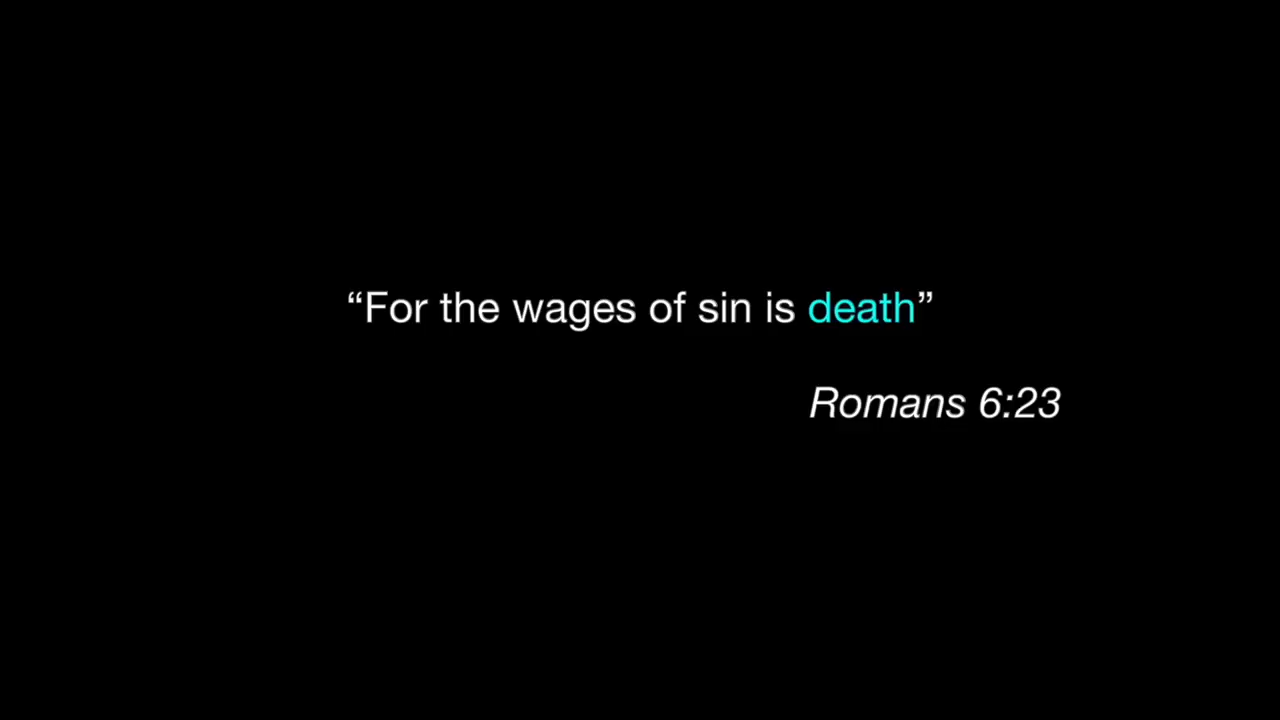 “For the wages of sin is death”
Romans 6:23